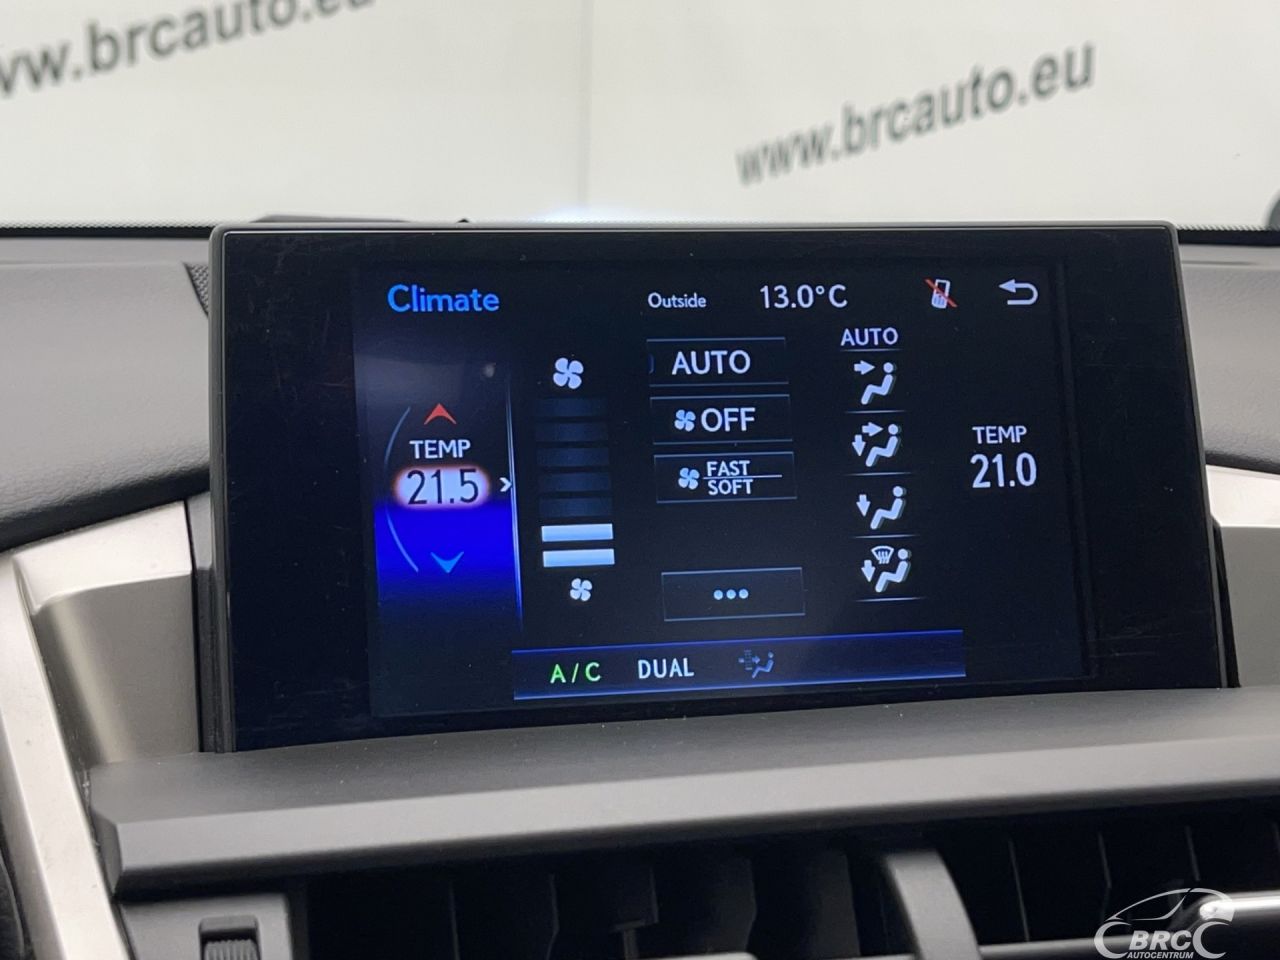 www.brcauto.eu
www.brcauto.eu
Climate
Outside 13.0°C
AUTO
AUTO
OFF
TEMP
21.5
FAST
SOFT
TEMP
21.0
A/C DUAL
BRC
AUTOCENTRUM